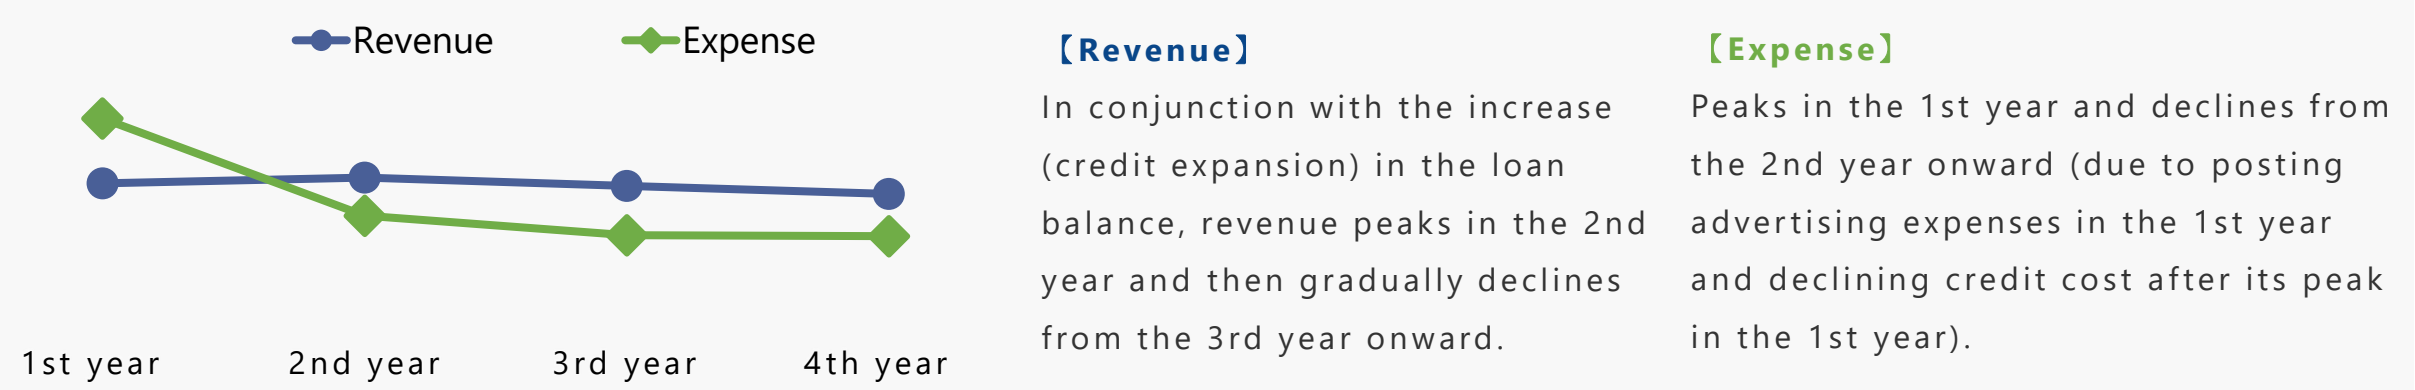 Revenue
Expense
1st year
2nd year
3rd year
4th year
【Revenue】
In conjunction with the increase
(credit expansion) in the loan
balance, revenue peaks in the 2nd
year and then gradually declines
from the 3rd year onward.
【Expense】
Peaks in the 1st year and declines from
the 2nd year onward (due to posting
advertising expenses in the 1st year
and declining credit cost after its peak
in the 1st year).